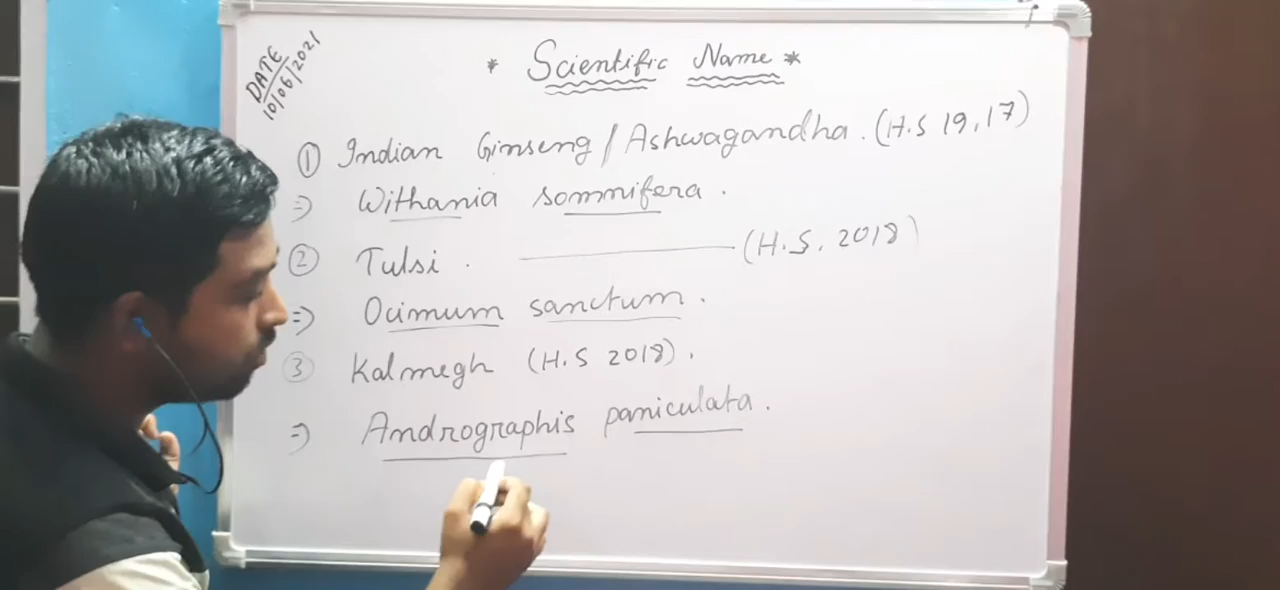 DATE
10/06/2021
* Scientific Name *
① Indian Ginseng / Ashwagandha. (H.S 19,17)
⇒ Withania somnifera.
② Tulsi. ——— (H.S. 2018)
⇒ Ocimum sanctum.
③ Kalmegh (H.S 2018).
⇒ Andrographis paniculata.